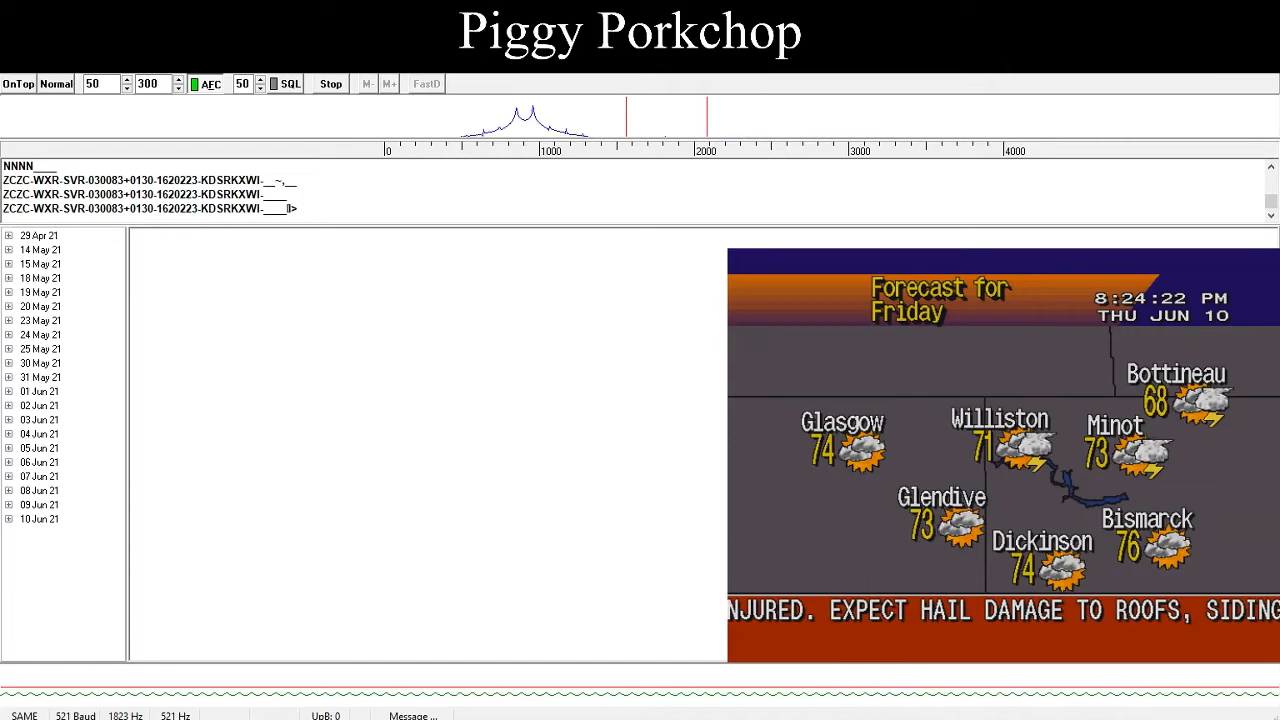 Piggy Porkchop
OnTop Normal 50 300 AFC 50 SQL Stop M- M+ FastD
0 1000 2000 3000 4000
NNNN____
ZCZC-WXR-SVR-030083+0130-1620223-KDSRKXWI-__~,__
ZCZC-WXR-SVR-030083+0130-1620223-KDSRKXWI-____
ZCZC-WXR-SVR-030083+0130-1620223-KDSRKXWI-____|>
29 Apr 21
14 May 21
15 May 21
18 May 21
19 May 21
20 May 21
23 May 21
24 May 21
25 May 21
30 May 21
31 May 21
01 Jun 21
02 Jun 21
03 Jun 21
04 Jun 21
05 Jun 21
06 Jun 21
07 Jun 21
08 Jun 21
09 Jun 21
10 Jun 21
Forecast for
Friday
8:24:22 PM
THU JUN 10
Bottineau
68
Glasgow
74
Williston
71
Minot
73
Glendive
73
Dickinson
74
Bismarck
76
NJURED. EXPECT HAIL DAMAGE TO ROOFS, SIDING
SAME 521 Baud 1823 Hz 521 Hz UpB: 0 Message ...